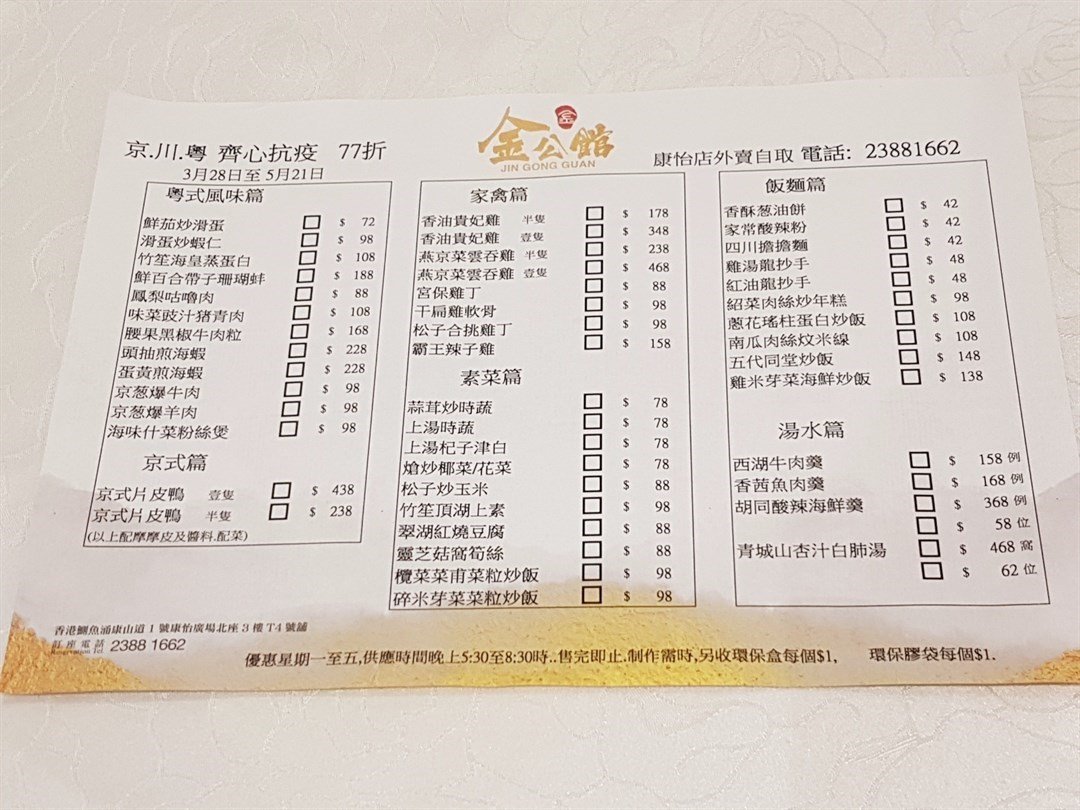 京.川.粵 齊心抗疫 77折
3月28日至 5月21日
金公館
JIN GONG GUAN
康怡店外賣自取 電話: 23881662
粵式風味篇
鮮茄炒滑蛋 $ 72
滑蛋炒蝦仁 $ 98
竹笙海皇蒸蛋白 $ 108
鮮百合帶子珊瑚蚌 $ 188
鳳梨咕嚕肉 $ 88
味菜豉汁猪青肉 $ 108
腰果黑椒牛肉粒 $ 168
頭抽煎海蝦 $ 228
蛋黃煎海蝦 $ 228
京葱爆牛肉 $ 98
京葱爆羊肉 $ 98
海味什菜粉絲煲 $ 98
京式篇
京式片皮鴨 壹隻 $ 438
京式片皮鴨 半隻 $ 238
(以上配摩摩皮及醬料.配菜)
家禽篇
香油貴妃雞 半隻 $ 178
香油貴妃雞 壹隻 $ 348
燕京菜雲吞雞 半隻 $ 238
燕京菜雲吞雞 壹隻 $ 468
宮保雞丁 $ 88
干扁雞軟骨 $ 98
松子合挑雞丁 $ 98
霸王辣子雞 $ 158
素菜篇
蒜茸炒時蔬 $ 78
上湯時蔬 $ 78
上湯杞子津白 $ 78
熗炒椰菜/花菜 $ 78
松子炒玉米 $ 88
竹笙頂湖上素 $ 98
翠湖紅燒豆腐 $ 88
靈芝菇窩筍絲 $ 88
欖菜菜甫菜粒炒飯 $ 98
碎米芽菜菜粒炒飯 $ 98
飯麵篇
香酥葱油餅 $ 42
家常酸辣粉 $ 42
四川擔擔麵 $ 42
雞湯龍抄手 $ 48
紅油龍抄手 $ 48
紹菜肉絲炒年糕 $ 98
蔥花瑤柱蛋白炒飯 $ 108
南瓜肉絲炆米線 $ 108
五代同堂炒飯 $ 148
雞米芽菜海鮮炒飯 $ 138
湯水篇
西湖牛肉羹 $ 158 例
香茜魚肉羹 $ 168 例
胡同酸辣海鮮羹 $ 368 例
$ 58 位
青城山杏汁白肺湯 $ 468 窩
$ 62 位
香港鰂魚涌康山道 1 號康怡廣場北座 3 樓 T4 號舖
訂座電話 2388 1662
Reservation Tel.
優惠星期一至五,供應時間晚上5:30至8:30時..售完即止.制作需時,另收環保盒每個$1, 環保膠袋每個$1.